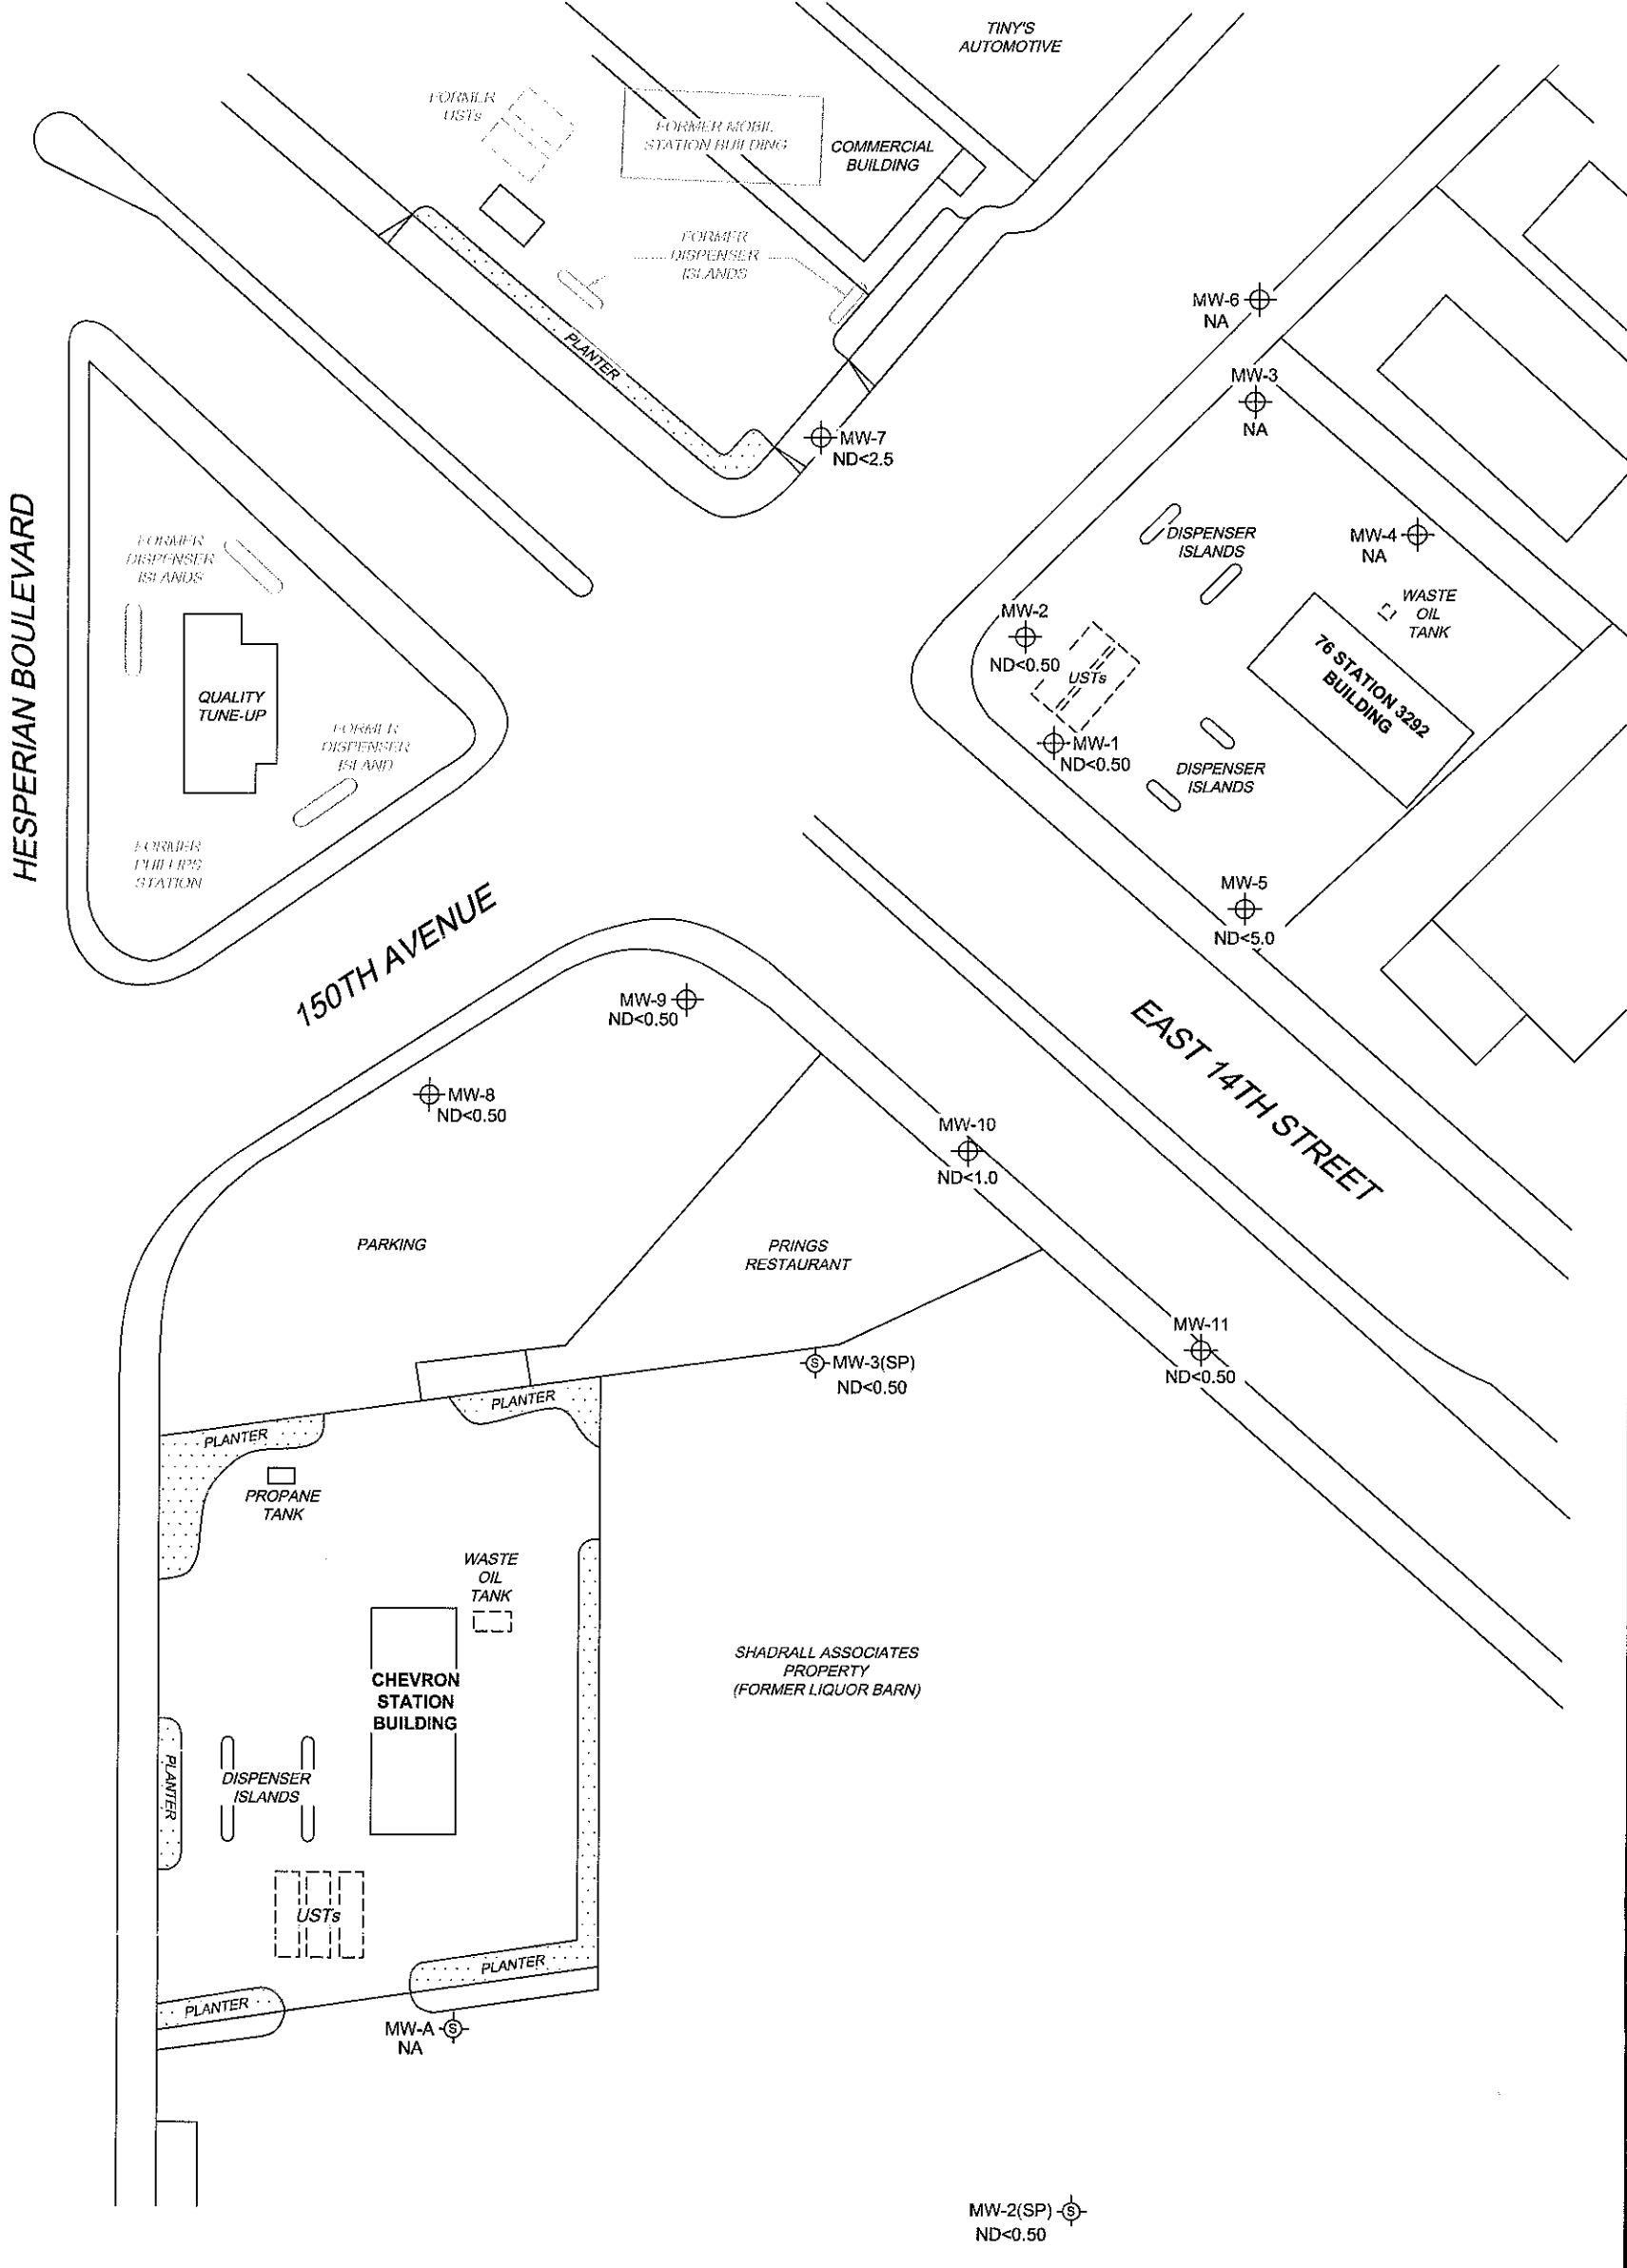 TINY'S
AUTOMOTIVE
FORMER
USTs
FORMER MOBIL
STATION BUILDING
COMMERCIAL
BUILDING
FORMER
DISPENSER
ISLANDS
PLANTER
MW-6
NA
MW-3
NA
MW-7
ND<2.5
HESPERIAN BOULEVARD
FORMER
DISPENSER
ISLANDS
DISPENSER
ISLANDS
MW-4
NA
WASTE
OIL
TANK
MW-2
ND<0.50
USTs
76 STATION 3292
BUILDING
QUALITY
TUNE-UP
FORMER
DISPENSER
ISLAND
MW-1
ND<0.50
DISPENSER
ISLANDS
FORMER
PHILLIPS
STATION
MW-5
ND<5.0
150TH AVENUE
MW-9
ND<0.50
EAST 14TH STREET
MW-8
ND<0.50
MW-10
ND<1.0
PARKING
PRINGS
RESTAURANT
MW-11
ND<0.50
S
MW-3(SP)
ND<0.50
PLANTER
PLANTER
PROPANE
TANK
WASTE
OIL
TANK
CHEVRON
STATION
BUILDING
SHADRALL ASSOCIATES
PROPERTY
(FORMER LIQUOR BARN)
PLANTER
DISPENSER
ISLANDS
USTs
PLANTER
PLANTER
MW-A
S
NA
MW-2(SP)
S
ND<0.50